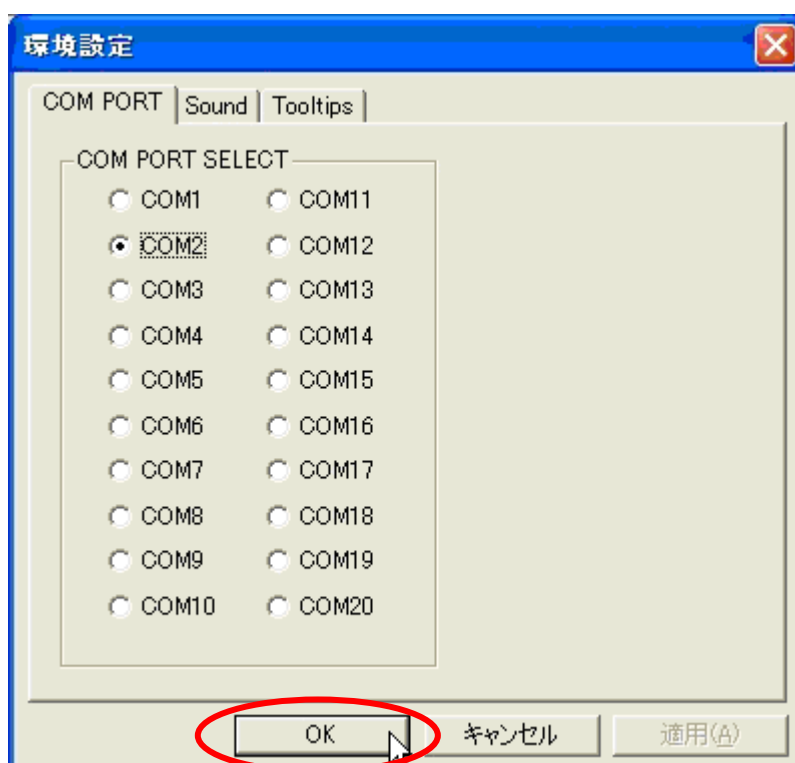 環境設定
COM PORT Sound Tooltips
COM PORT SELECT
COM1 COM11
COM2 COM12
COM3 COM13
COM4 COM14
COM5 COM15
COM6 COM16
COM7 COM17
COM8 COM18
COM9 COM19
COM10 COM20
OK キャンセル 適用(A)